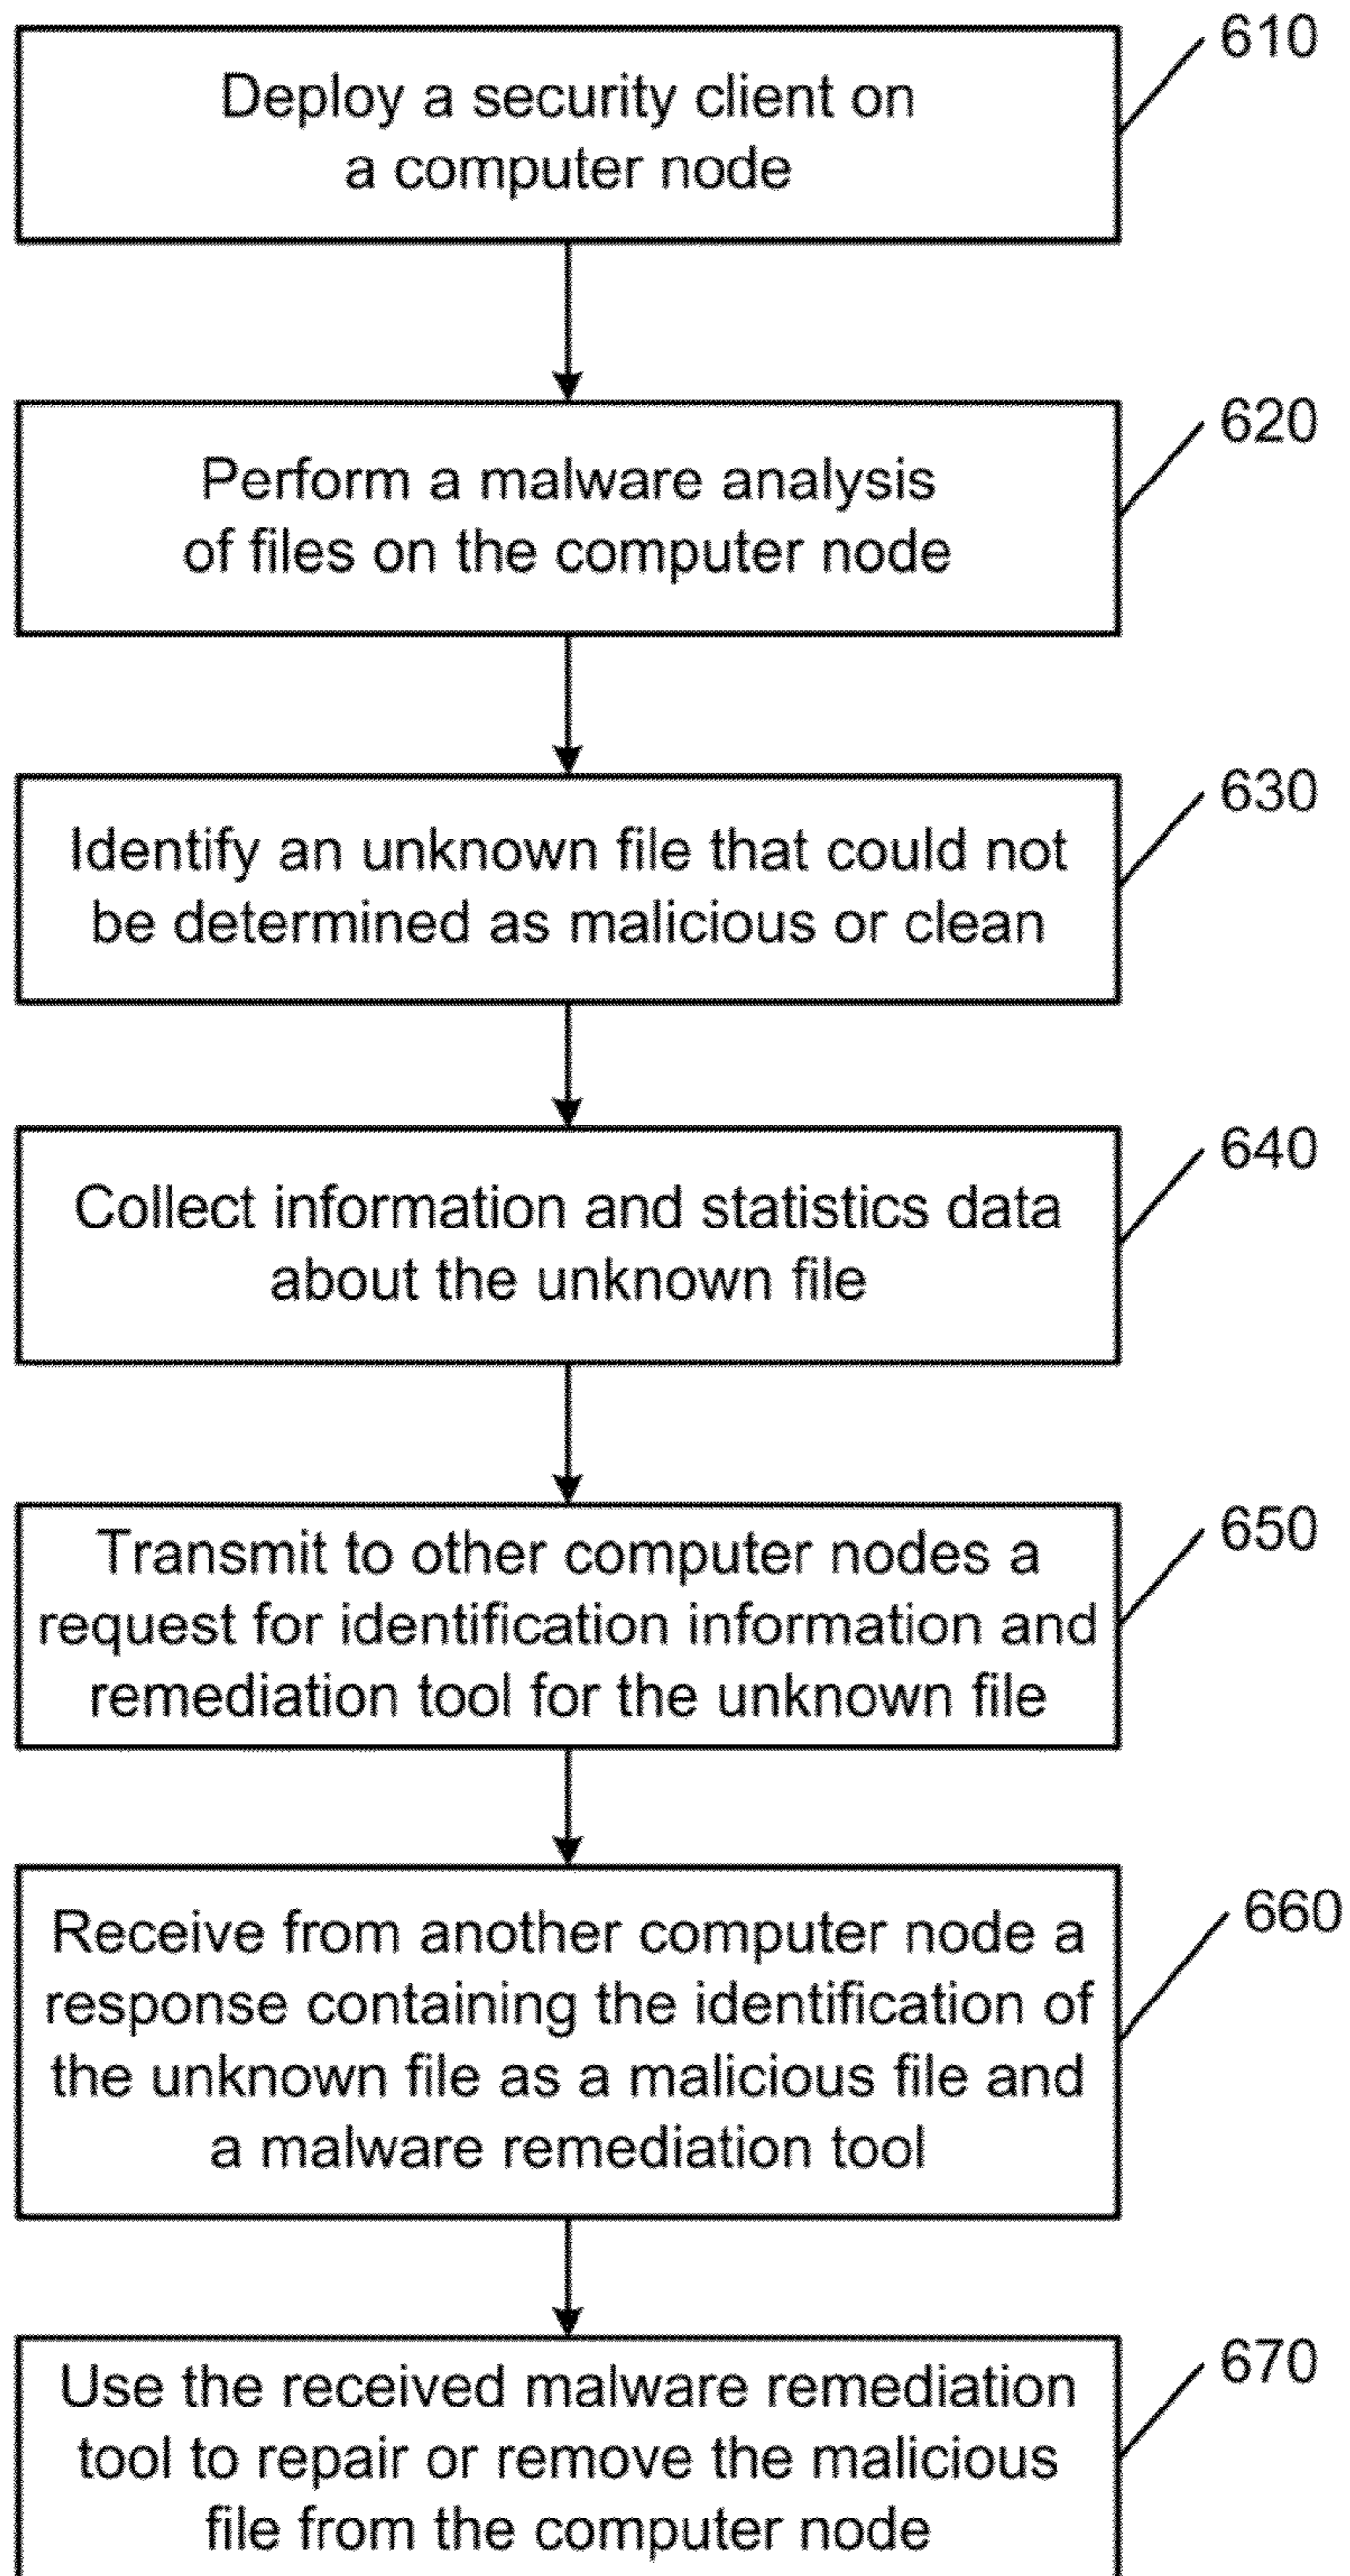 610
Deploy a security client on
a computer node
620
Perform a malware analysis
of files on the computer node
630
Identify an unknown file that could not
be determined as malicious or clean
640
Collect information and statistics data
about the unknown file
650
Transmit to other computer nodes a
request for identification information and
remediation tool for the unknown file
660
Receive from another computer node a
response containing the identification of
the unknown file as a malicious file and
a malware remediation tool
670
Use the received malware remediation
tool to repair or remove the malicious
file from the computer node